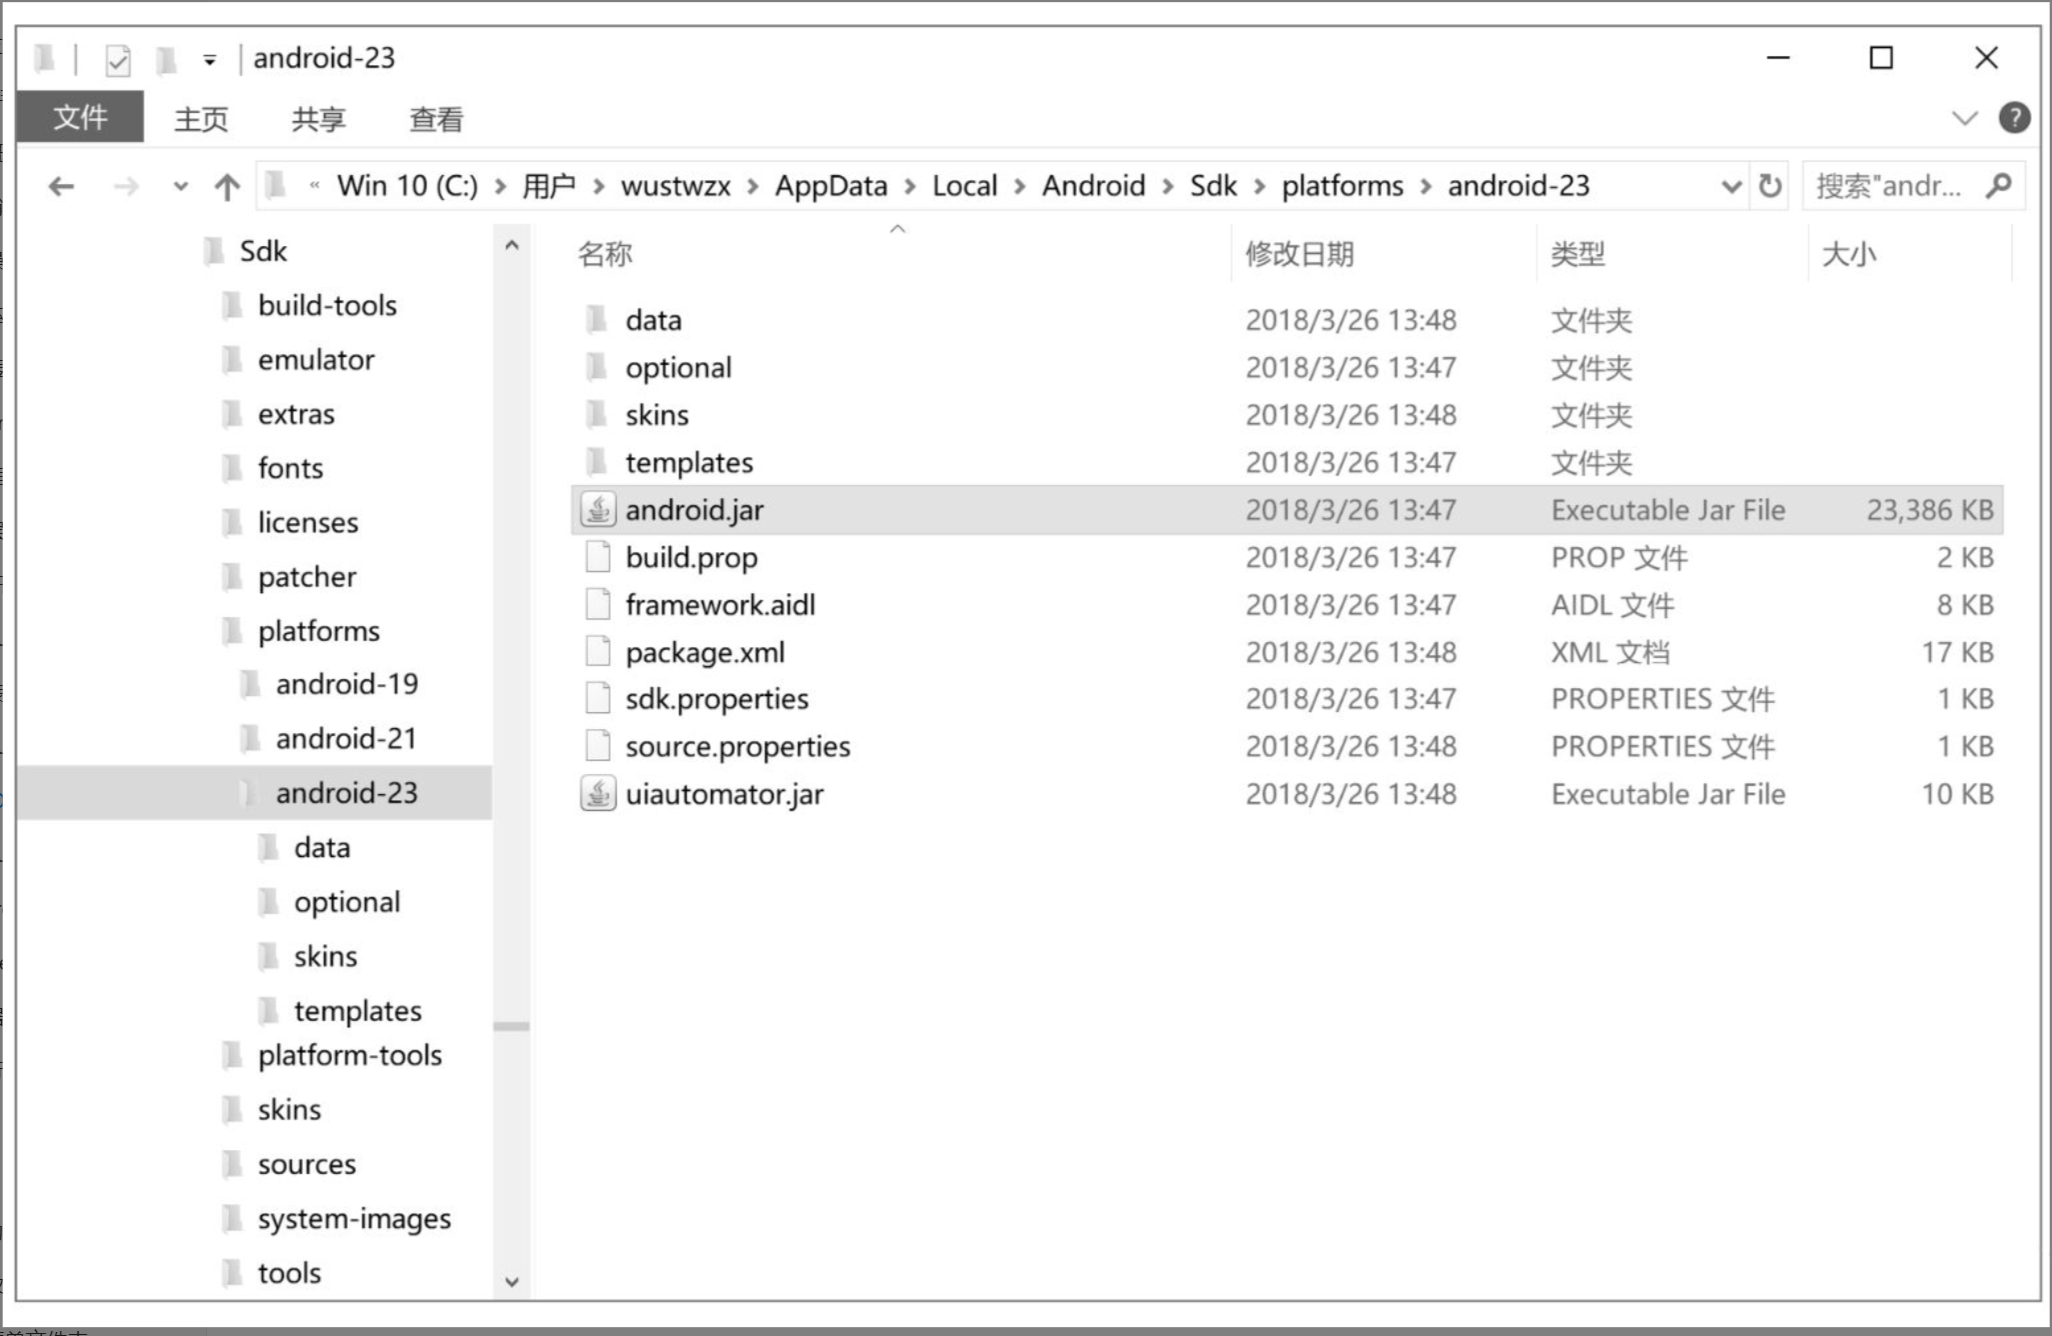 android-23
文件 主页 共享 查看
« Win 10 (C:) > 用户 > wustwzx > AppData > Local > Android > Sdk > platforms > android-23 搜索"andr...
Sdk
build-tools
emulator
extras
fonts
licenses
patcher
platforms
android-19
android-21
android-23
data
optional
skins
templates
platform-tools
skins
sources
system-images
tools
名称 修改日期 类型 大小
data 2018/3/26 13:48 文件夹
optional 2018/3/26 13:47 文件夹
skins 2018/3/26 13:48 文件夹
templates 2018/3/26 13:47 文件夹
android.jar 2018/3/26 13:47 Executable Jar File 23,386 KB
build.prop 2018/3/26 13:47 PROP 文件 2 KB
framework.aidl 2018/3/26 13:47 AIDL 文件 8 KB
package.xml 2018/3/26 13:48 XML 文档 17 KB
sdk.properties 2018/3/26 13:47 PROPERTIES 文件 1 KB
source.properties 2018/3/26 13:48 PROPERTIES 文件 1 KB
uiautomator.jar 2018/3/26 13:48 Executable Jar File 10 KB